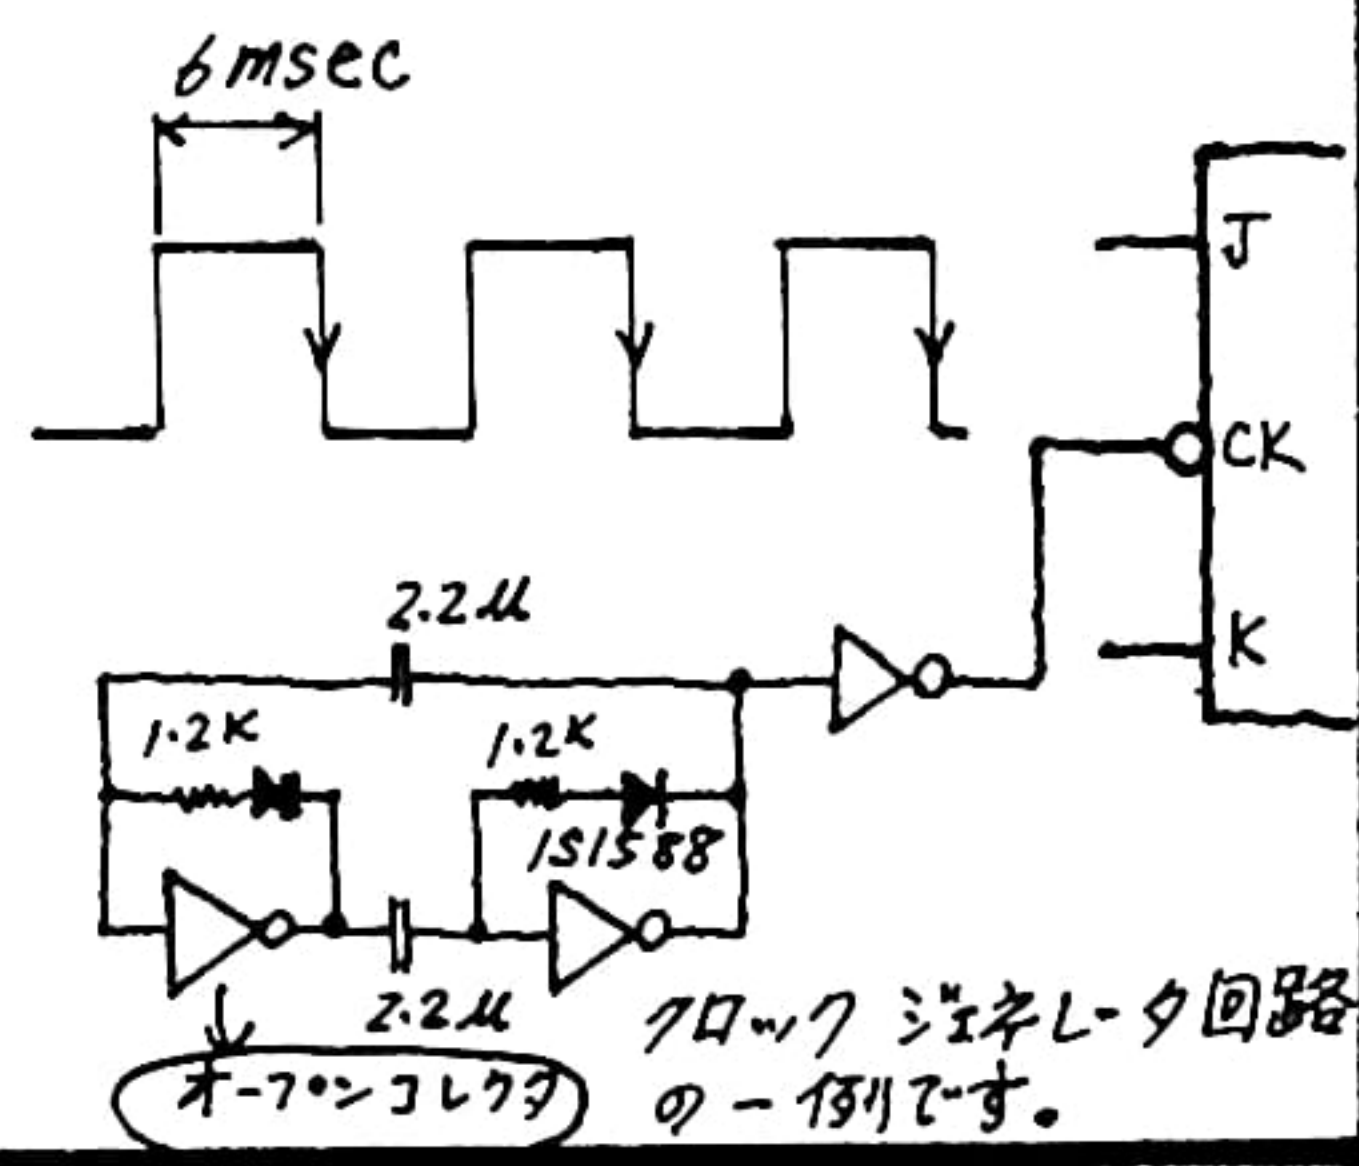 6msec
J
CK
K
2.2μ
1.2K
1.2K
1S1588
2.2μ
オープンコレクタ
クロック ジェネレータ回路
の一例です。